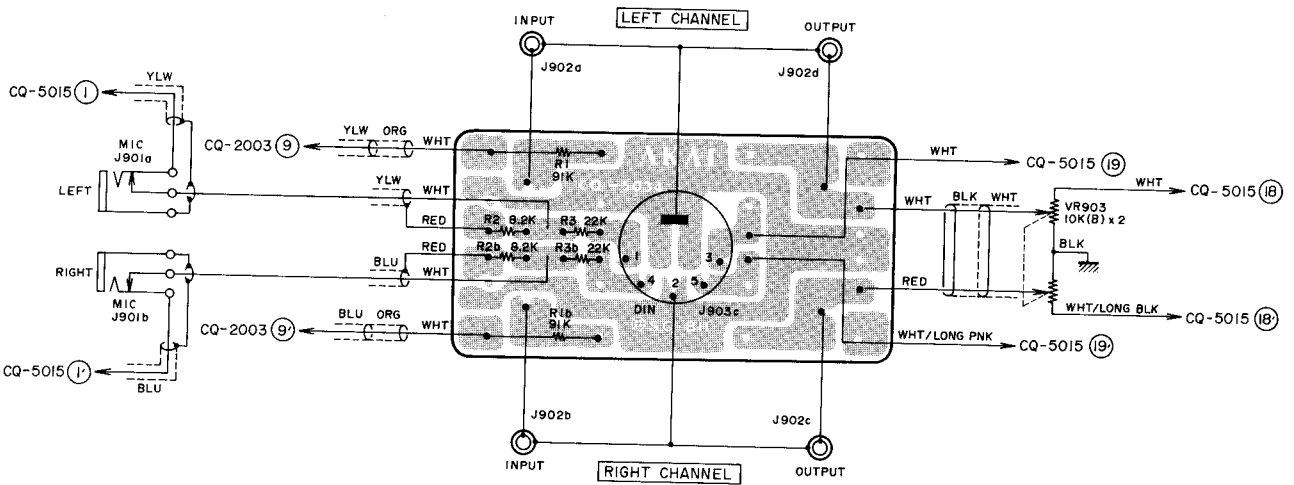 LEFT CHANNEL
INPUT
OUTPUT
J902a
J902d
YLW
CQ-5015 1
MIC
J901a
LEFT
YLW ORG
CQ-2003 9
WHT
R1
91K
AKAI
YLW
WHT
RED
R2 8.2K R3 22K
R2b 8.2K R3b 22K
RED
BLU
WHT
RIGHT
MIC
J901b
CQ-2003 9'
BLU ORG
WHT
R1b
91K
CQ-5015 1'
BLU
1
4
2
5
3
DIN
J903c
WHT
CQ-5015 19
WHT
BLK WHT
WHT
CQ-5015 18
VR903
10K(B)x2
BLK
RED
WHT/LONG BLK
CQ-5015 18'
WHT/LONG PNK
CQ-5015 19'
J902b
J902c
INPUT
OUTPUT
RIGHT CHANNEL